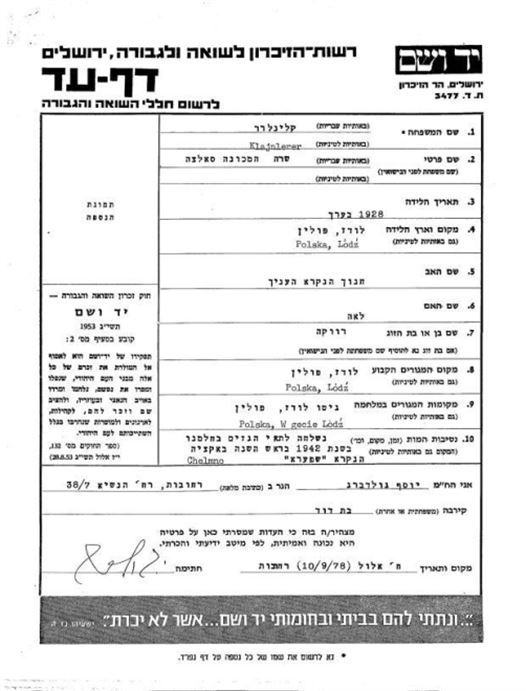 יד ושם
ירושלים, הר הזיכרון
ת. ד. 3477
רשות-הזיכרון לשואה ולגבורה, ירושלים
דף-עד
לרשום חללי השואה והגבורה
1. שם המשפחה * (באותיות עבריות) קליינלרר
(באותיות לטיניות) Klajnlerer
2. שם פרטי (באותיות עבריות) שרה המכונה סאלצה
(שם משפחה לפני הנישואין) (באותיות לטיניות)
3. תאריך הלידה 1928 בערך
4. מקום וארץ הלידה לודז, פולין
(גם באותיות לטיניות) Polska, Lódź
5. שם האב חנוך הנקרא העניך
6. שם האם לאה
7. שם בן או בת הזוג רווקה
(אם בת זוג נא להוסיף שם משפחתה לפני הנישואין)
8. מקום המגורים הקבוע לודז, פולין
(גם באותיות לטיניות) Polska, Lódź
9. מקומות המגורים במלחמה גיטו לודז, פולין
(גם באותיות לטיניות) Polska, W gecie Lódź
10. נסיבות המות (זמן, מקום, וכו') נשלחה לתאי הגזים בחלמנו
(המקום גם באותיות לטיניות) בשנת 1942 בראש השנה באקציה
Chelmno הנקרא "שפערא"
תמונת
הנספה
חוק זכרון השואה והגבורה —
יד ושם
תשי"ג 1953
קובע בסעיף מס' 2:
תפקידו של יד-ושם הוא לאסוף
אל המולדת את זכרם של כל
אלה מבני העם היהודי, שנפלו
ומסרו את נפשם, נלחמו ומרדו
באויב הנאצי ובעוזריו, ולהציב
שם וזכר להם, לקהילות,
לארגונים ולמוסדות שנחרבו בגלל
השתייכותם לעם היהודי.
(ספר החוקים מס' 132,
י"ז אלול תשי"ג 28.8.53)
אני הח"מ יוסף גולדברג הגר ב (כתובת מלאה) רחובות, רח' הנשיא 38/7
קירבה (משפחתית או אחרת) בת דוד
מצהיר/ה בזה כי העדות שמסרתי כאן על פרטיה
היא נכונה ואמיתית, לפי מיטב ידיעתי והכרתי.
מקום ותאריך ח' אלול (10/9/78) רחובות חתימה
"...ונתתי להם בביתי ובחומותי יד ושם...אשר לא יכרת": ישעיהו נו ה
* נא לרשום את שמו של כל נספה על דף נפרד.